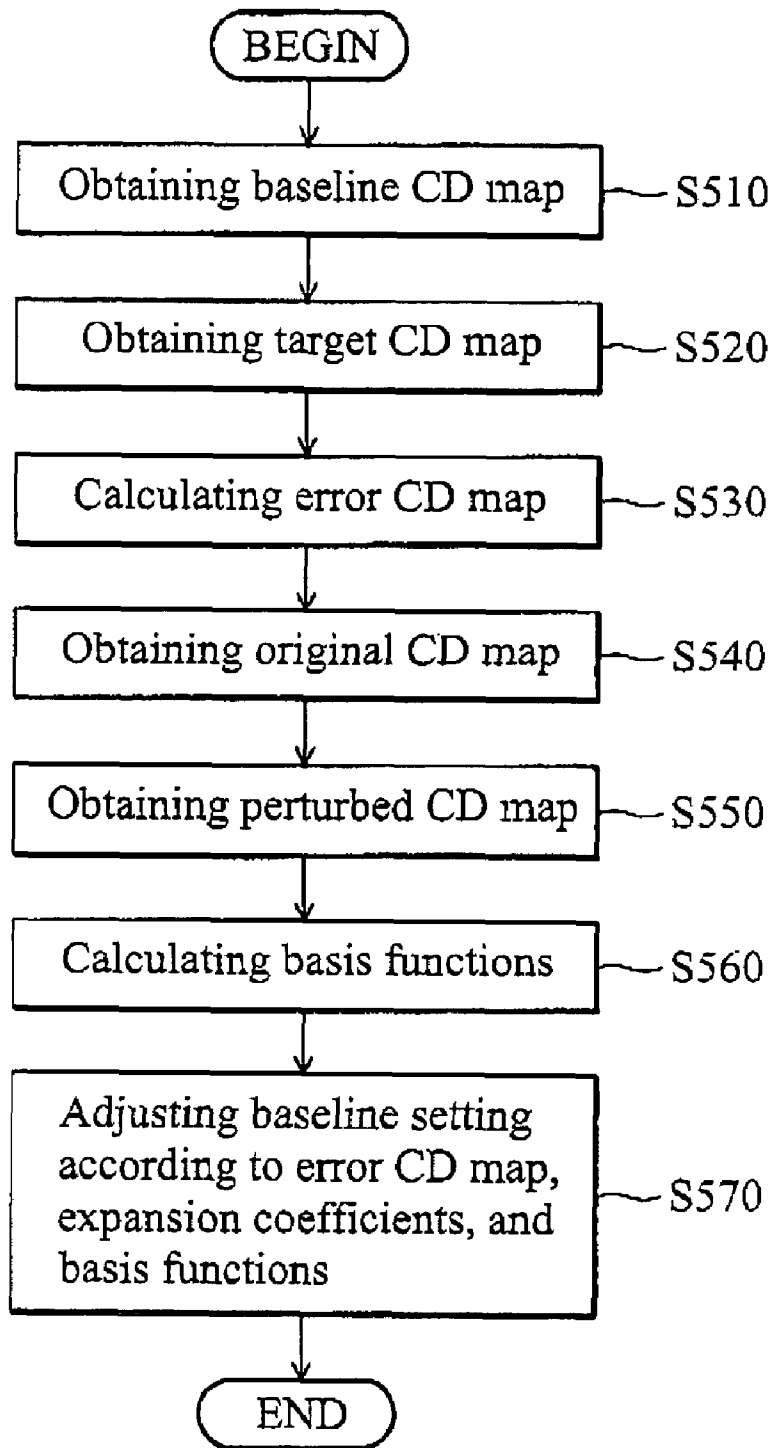 BEGIN
Obtaining baseline CD map
S510
Obtaining target CD map
S520
Calculating error CD map
S530
Obtaining original CD map
S540
Obtaining perturbed CD map
S550
Calculating basis functions
S560
Adjusting baseline setting
according to error CD map,
expansion coefficients, and
basis functions
S570
END